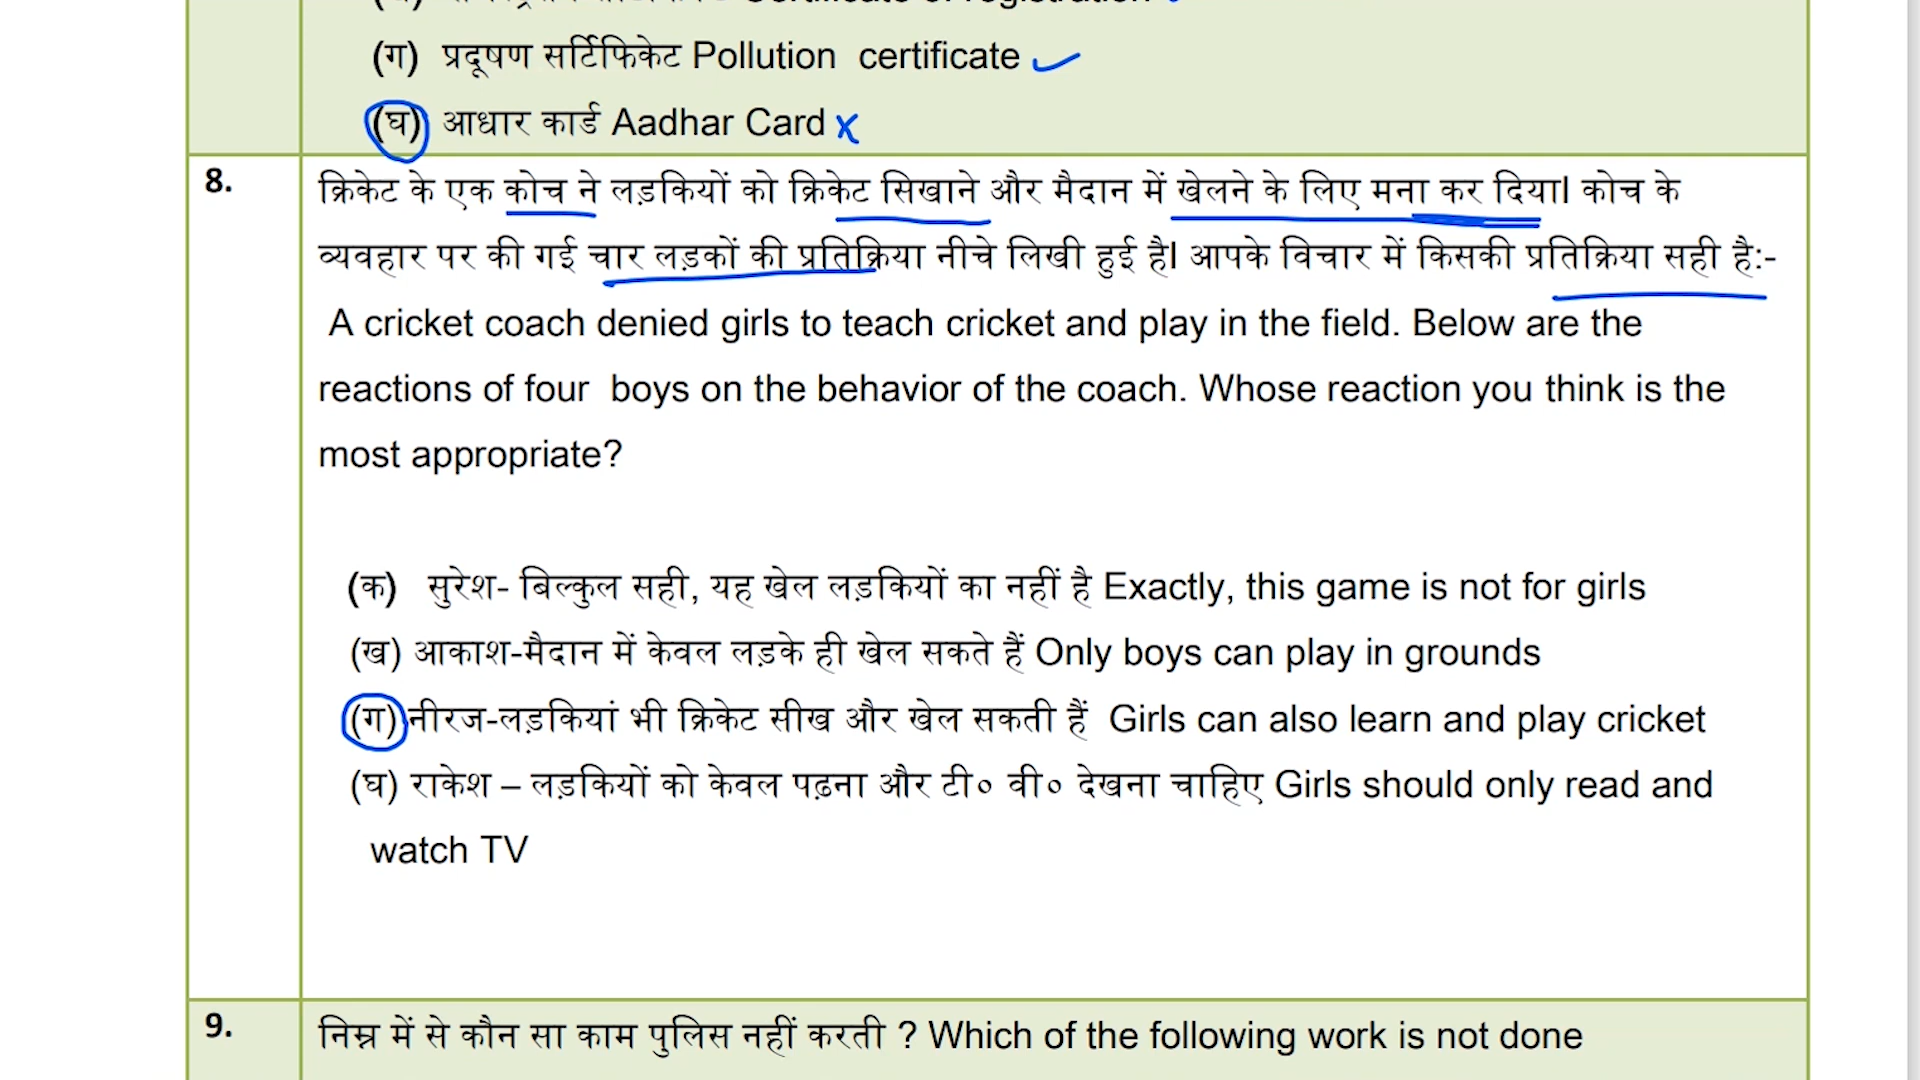 Certificate of registration
(ग) प्रदूषण सर्टिफिकेट Pollution certificate
(घ) आधार कार्ड Aadhar Card x
8.
क्रिकेट के एक कोच ने लड़कियों को क्रिकेट सिखाने और मैदान में खेलने के लिए मना कर दिया। कोच के
व्यवहार पर की गई चार लड़कों की प्रतिक्रिया नीचे लिखी हुई है। आपके विचार में किसकी प्रतिक्रिया सही है:-
A cricket coach denied girls to teach cricket and play in the field. Below are the
reactions of four boys on the behavior of the coach. Whose reaction you think is the
most appropriate?
(क) सुरेश- बिल्कुल सही, यह खेल लड़कियों का नहीं है Exactly, this game is not for girls
(ख) आकाश-मैदान में केवल लड़के ही खेल सकते हैं Only boys can play in grounds
(ग) नीरज-लड़कियां भी क्रिकेट सीख और खेल सकती हैं Girls can also learn and play cricket
(घ) राकेश – लड़कियों को केवल पढ़ना और टी० वी० देखना चाहिए Girls should only read and
watch TV
9.
निम्न में से कौन सा काम पुलिस नहीं करती ? Which of the following work is not done